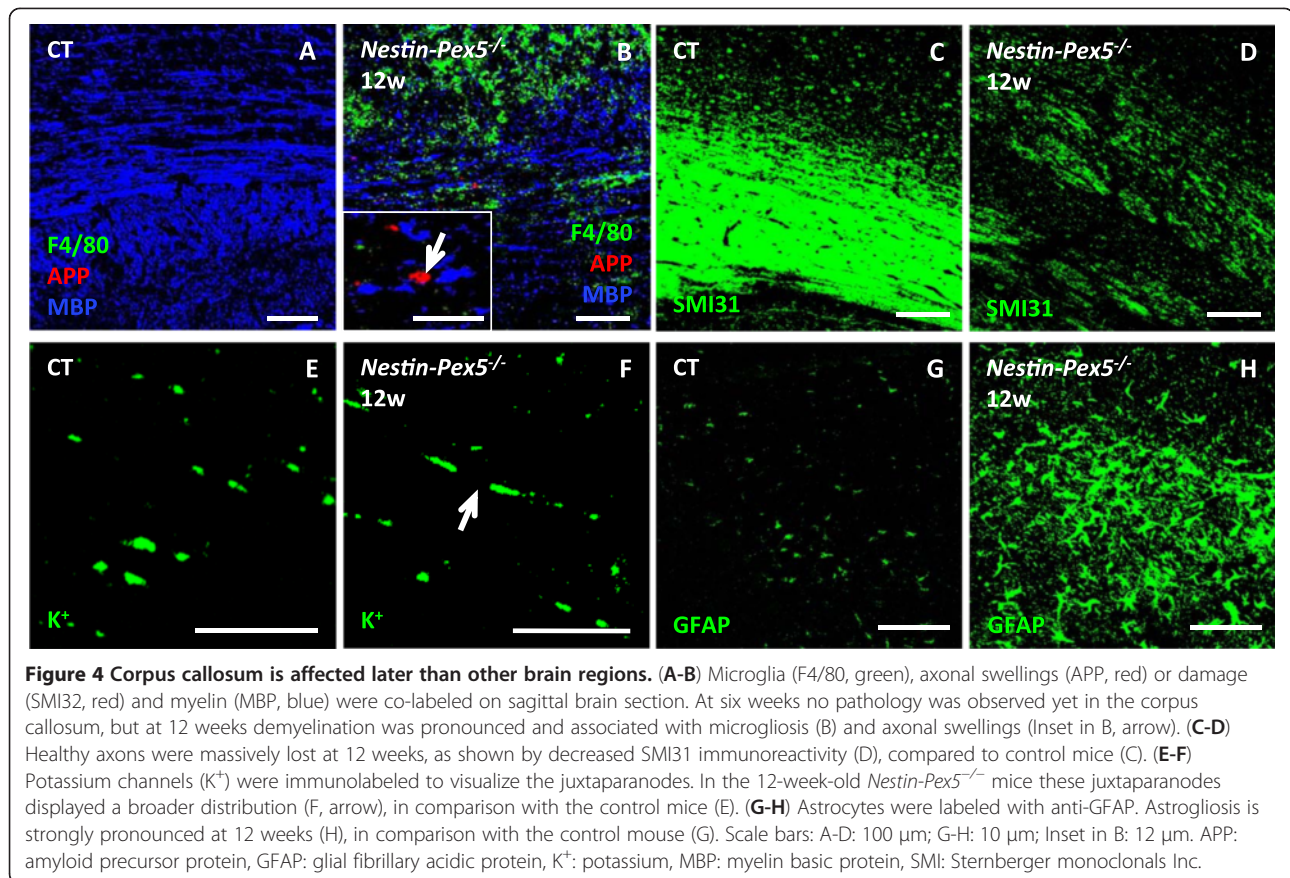 CT A
Nestin-Pex5-/- B
12w
CT C
Nestin-Pex5-/- D
12w
F4/80
APP
MBP
F4/80
APP
MBP
SMI31
SMI31
CT E
Nestin-Pex5-/- F
12w
CT G
Nestin-Pex5-/- H
12w
K+
K+
GFAP
GFAP
Figure 4 Corpus callosum is affected later than other brain regions. (A-B) Microglia (F4/80, green), axonal swellings (APP, red) or damage
(SMI32, red) and myelin (MBP, blue) were co-labeled on sagittal brain section. At six weeks no pathology was observed yet in the corpus
callosum, but at 12 weeks demyelination was pronounced and associated with microgliosis (B) and axonal swellings (Inset in B, arrow). (C-D)
Healthy axons were massively lost at 12 weeks, as shown by decreased SMI31 immunoreactivity (D), compared to control mice (C). (E-F)
Potassium channels (K+) were immunolabeled to visualize the juxtaparanodes. In the 12-week-old Nestin-Pex5−/− mice these juxtaparanodes
displayed a broader distribution (F, arrow), in comparison with the control mice (E). (G-H) Astrocytes were labeled with anti-GFAP. Astrogliosis is
strongly pronounced at 12 weeks (H), in comparison with the control mouse (G). Scale bars: A-D: 100 μm; G-H: 10 μm; Inset in B: 12 μm. APP:
amyloid precursor protein, GFAP: glial fibrillary acidic protein, K+: potassium, MBP: myelin basic protein, SMI: Sternberger monoclonals Inc.